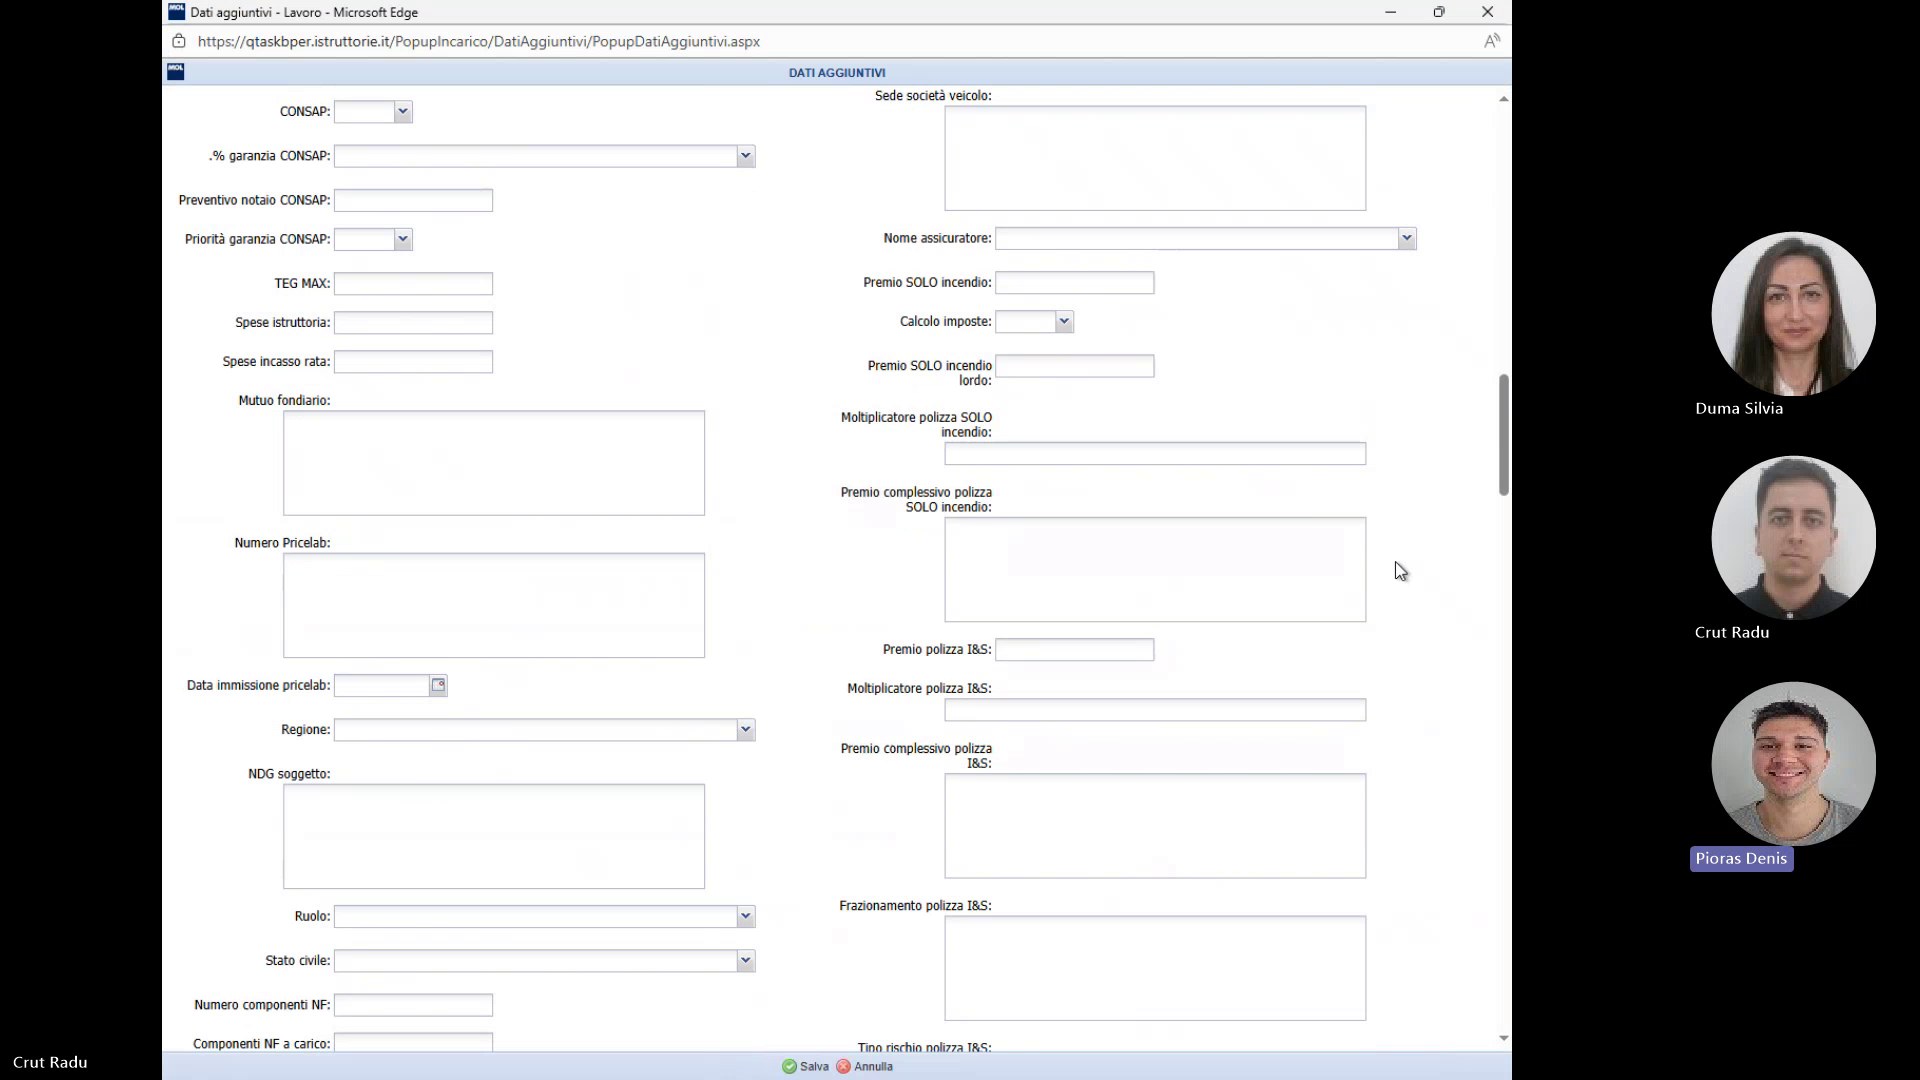 MOL Dati aggiuntivi - Lavoro - Microsoft Edge
https://qtaskbper.istruttorie.it/PopupIncarico/DatiAggiuntivi/PopupDatiAggiuntivi.aspx
MOL
DATI AGGIUNTIVI
CONSAP:
.% garanzia CONSAP:
Preventivo notaio CONSAP:
Priorità garanzia CONSAP:
TEG MAX:
Spese istruttoria:
Spese incasso rata:
Mutuo fondiario:
Numero Pricelab:
Data immissione pricelab:
Regione:
NDG soggetto:
Ruolo:
Stato civile:
Numero componenti NF:
Componenti NF a carico:
Sede società veicolo:
Nome assicuratore:
Premio SOLO incendio:
Calcolo imposte:
Premio SOLO incendio
lordo:
Moltiplicatore polizza SOLO
incendio:
Premio complessivo polizza
SOLO incendio:
Premio polizza I&S:
Moltiplicatore polizza I&S:
Premio complessivo polizza
I&S:
Frazionamento polizza I&S:
Tipo rischio polizza I&S:
Salva Annulla
Duma Silvia
Crut Radu
Pioras Denis
Crut Radu